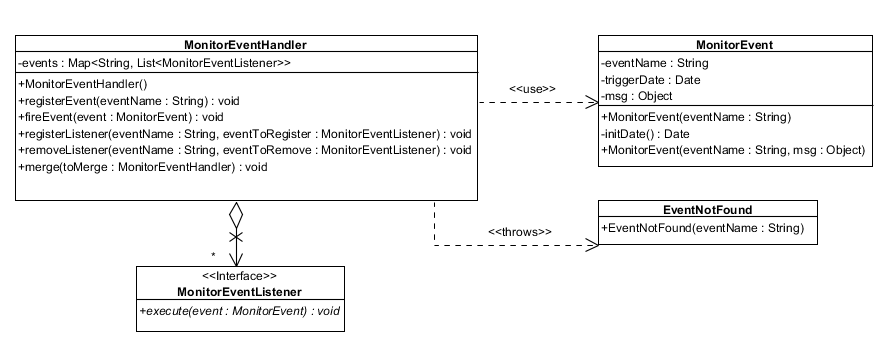 MonitorEventHandler
-events : Map<String, List<MonitorEventListener>>
+MonitorEventHandler()
+registerEvent(eventName : String) : void
+fireEvent(event : MonitorEvent) : void
+registerListener(eventName : String, eventToRegister : MonitorEventListener) : void
+removeListener(eventName : String, eventToRemove : MonitorEventListener) : void
+merge(toMerge : MonitorEventHandler) : void
<<use>>
MonitorEvent
-eventName : String
-triggerDate : Date
-msg : Object
+MonitorEvent(eventName : String)
-initDate() : Date
+MonitorEvent(eventName : String, msg : Object)
<<throws>>
EventNotFound
+EventNotFound(eventName : String)
*
<<Interface>>
MonitorEventListener
+execute(event : MonitorEvent) : void